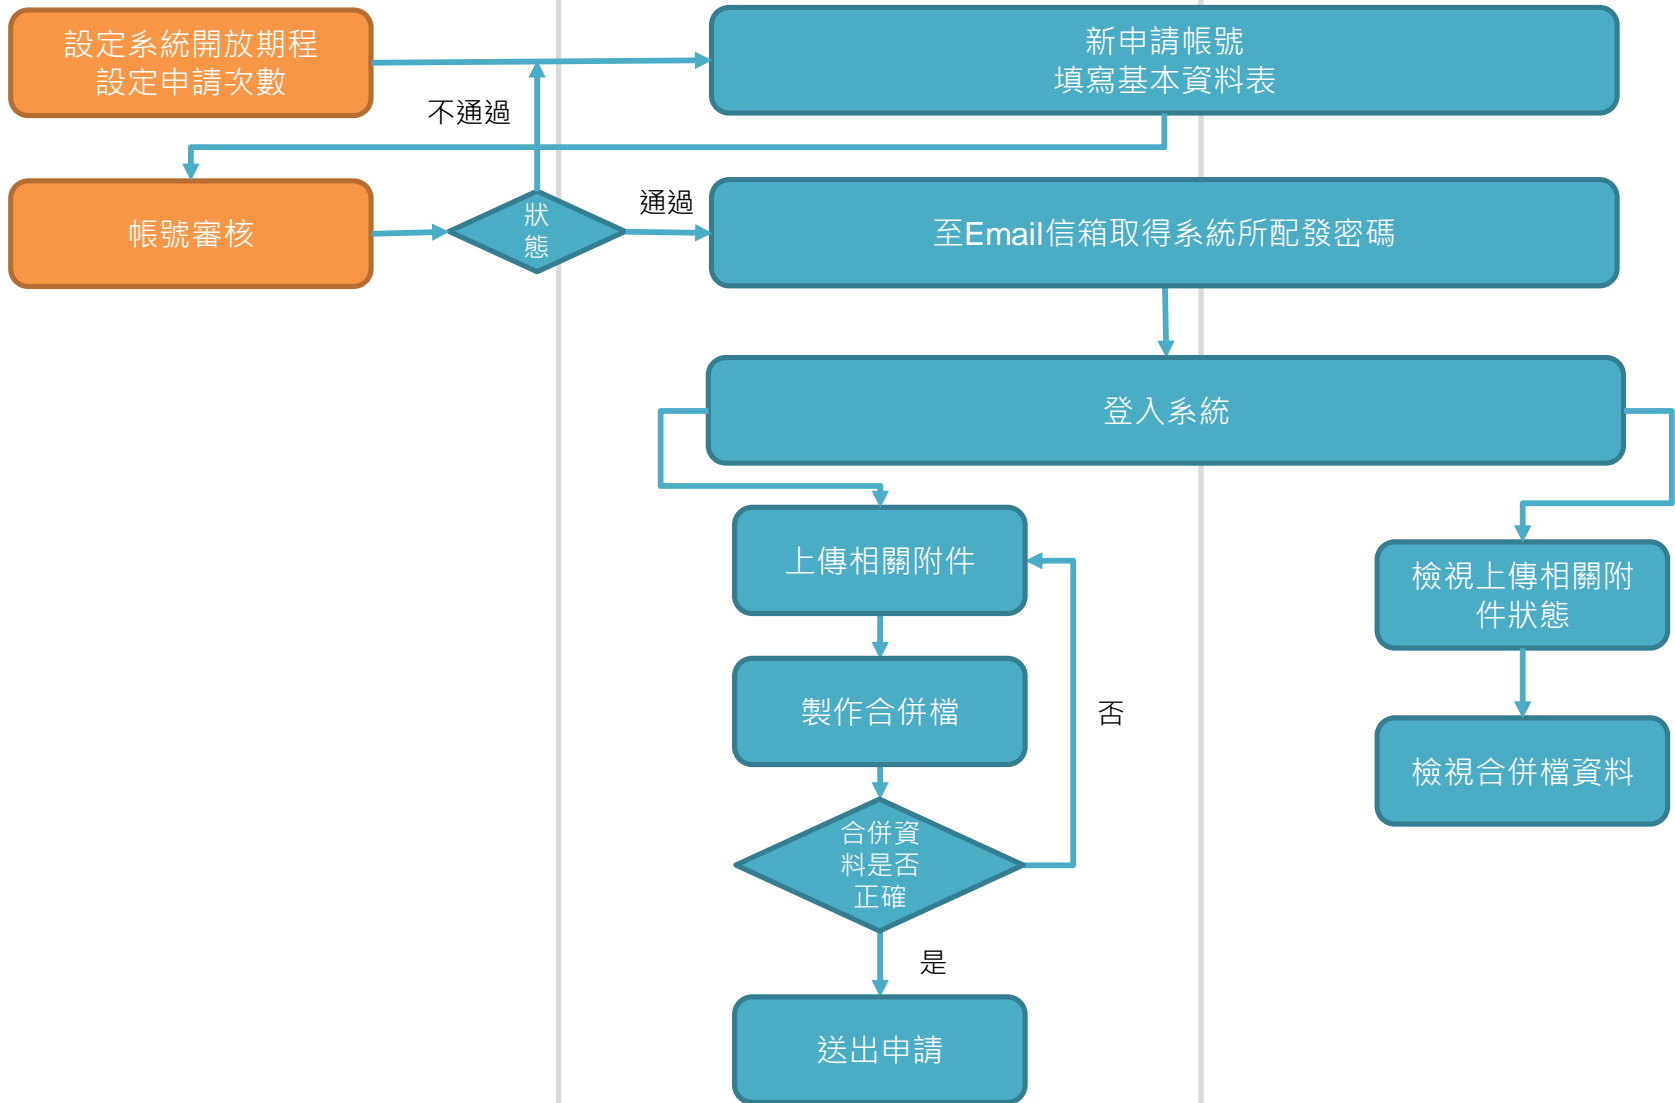 設定系統開放期程
設定申請次數
新申請帳號
填寫基本資料表
不通過
帳號審核
狀
態
通過
至Email信箱取得系統所配發密碼
登入系統
上傳相關附件
檢視上傳相關附
件狀態
製作合併檔
否
檢視合併檔資料
合併資
料是否
正確
是
送出申請